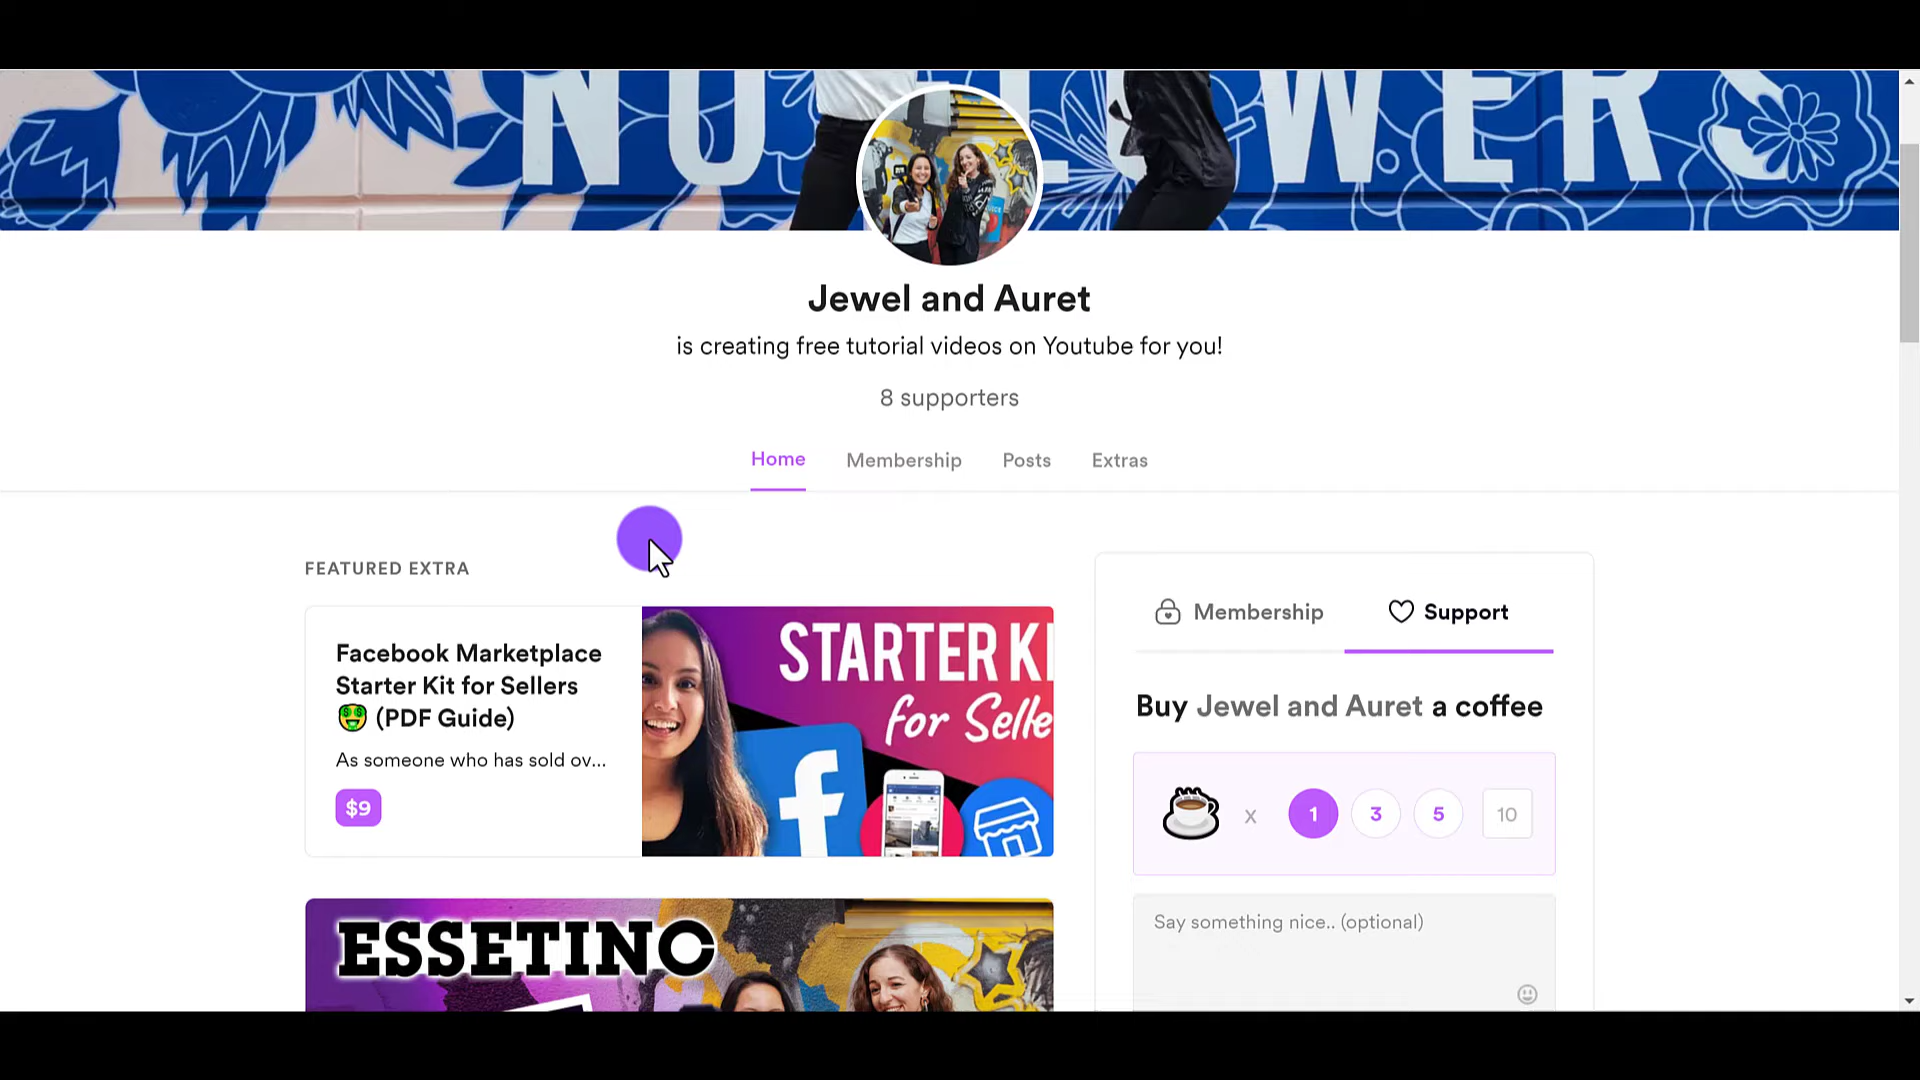 NO FLOWERS
Jewel and Auret
is creating free tutorial videos on Youtube for you!
8 supporters
Home Membership Posts Extras
FEATURED EXTRA
Facebook Marketplace
Starter Kit for Sellers
🤑 (PDF Guide)
As someone who has sold ov...
$9
STARTER KI
for Selle
ESSETINO
Membership Support
Buy Jewel and Auret a coffee
x 1 3 5 10
Say something nice.. (optional)